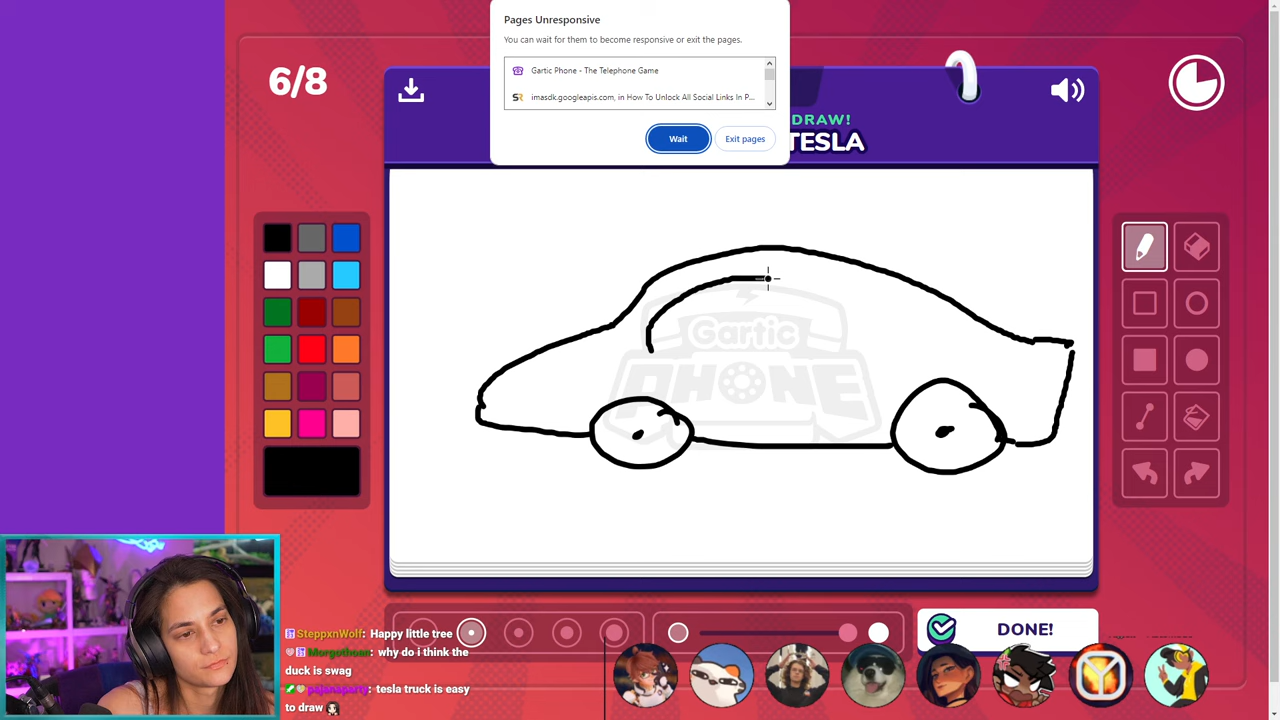 Pages Unresponsive
You can wait for them to become responsive or exit the pages.
Gartic Phone - The Telephone Game
imasdk.googleapis.com, in How To Unlock All Social Links In P...
Wait
Exit pages
6/8
DRAW!
TESLA
Gartic
PHONE
SteppxnWolf: Happy little tree
Morgothoan: why do i think the
duck is swag
pajanaparty: tesla truck is easy
to draw
DONE!